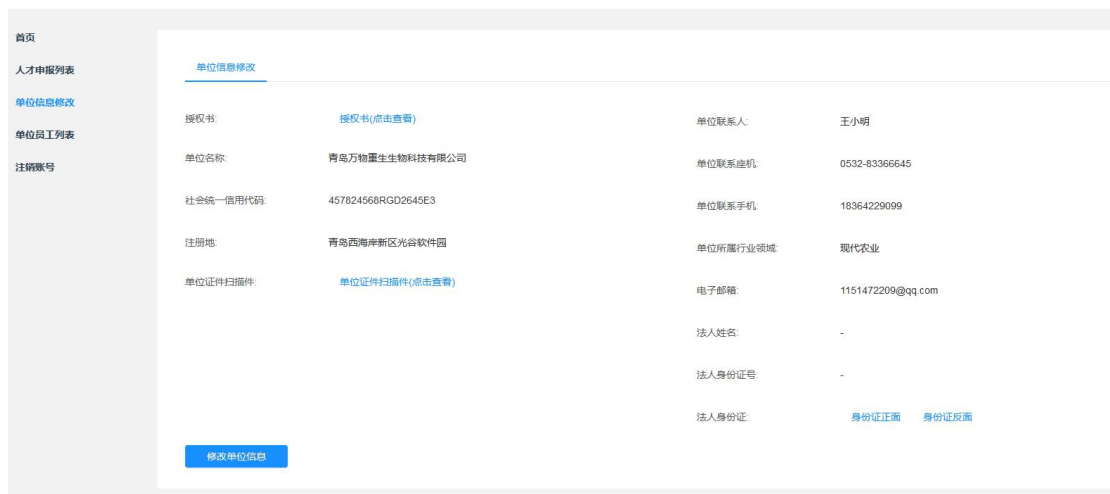 首页
人才申报列表
单位信息修改
单位员工列表
注销账号
单位信息修改
授权书: 授权书(点击查看)
单位名称: 青岛万物重生生物科技有限公司
社会统一信用代码: 457824568RGD2645E3
注册地: 青岛西海岸新区光谷软件园
单位证件扫描件: 单位证件扫描件(点击查看)
单位联系人: 王小明
单位联系座机: 0532-83366645
单位联系手机: 18364229099
单位所属行业领域: 现代农业
电子邮箱: 1151472209@qq.com
法人姓名: -
法人身份证号: -
法人身份证: 身份证正面 身份证反面
修改单位信息